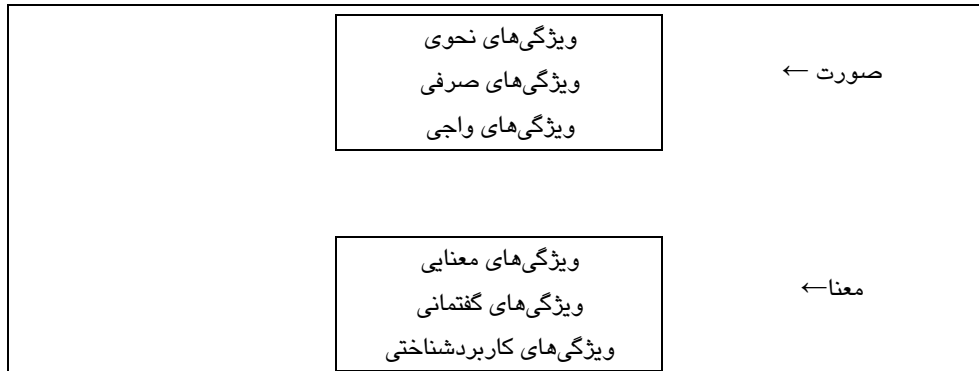 ویژگی‌های نحوی
صورت ←
ویژگی‌های صرفی
ویژگی‌های واجی
ویژگی‌های معنایی
معنا←
ویژگی‌های گفتمانی
ویژگی‌های کاربردشناختی